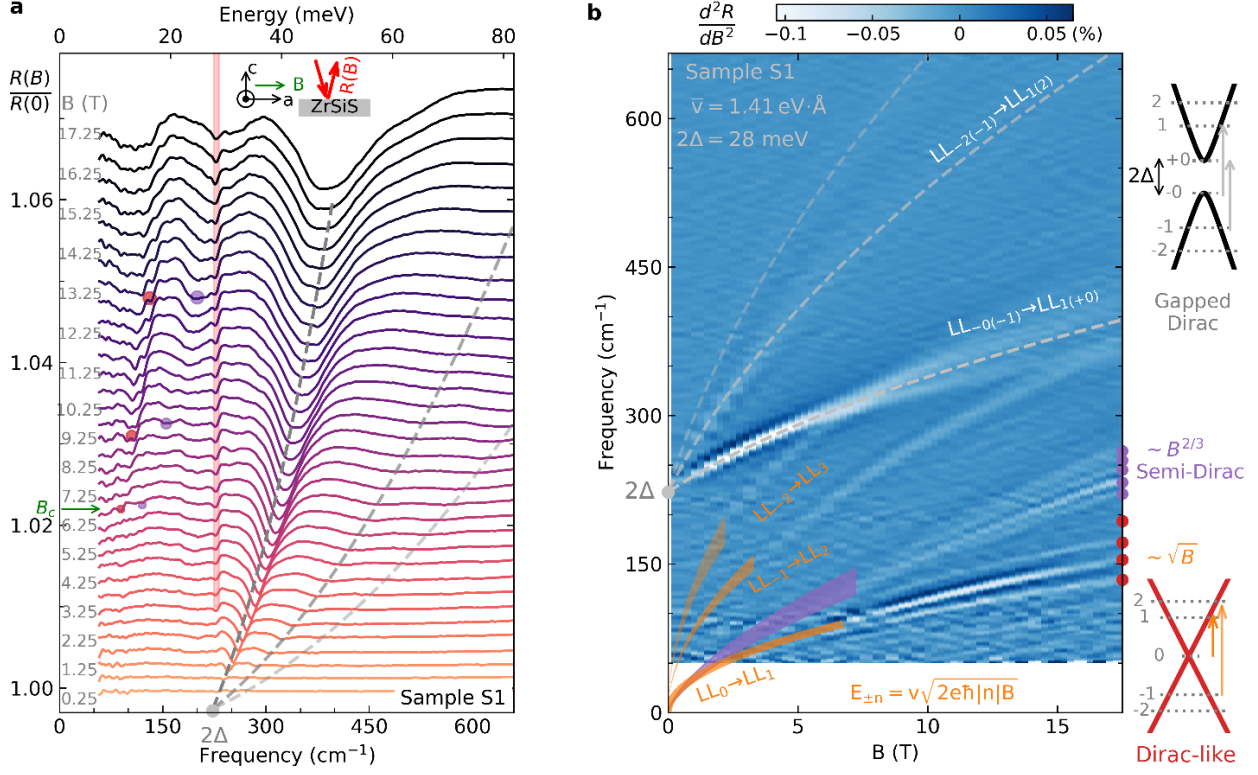 a
Energy (meV)
0 20 40 60 80
R(B)
R(0)
B (T)
c
B
a
R(B)
ZrSiS
17.25
16.25
15.25
14.25
13.25
12.25
11.25
10.25
9.25
8.25
7.25
6.25
5.25
4.25
3.25
2.25
1.25
0.25
1.06
1.04
1.02
1.00
B_c
Sample S1
2Δ
0 150 300 450 600
Frequency (cm⁻¹)
b
d²R
dB²
−0.1 −0.05 0 0.05 (%)
Sample S1
v̅ = 1.41 eV·Å
2Δ = 28 meV
LL₋₂₍₋₁₎→LL₁₍₂₎
LL₋₀₍₋₁₎→LL₁₍₊₀₎
LL₋₂→LL₃
LL₋₁→LL₂
LL₀→LL₁
E±n = v√2eħ|n|B
600
450
300
2Δ
150
0
Frequency (cm⁻¹)
0 5 10 15
B (T)
2
1
+0
2Δ
-0
-1
-2
Gapped
Dirac
~ B^{2/3}
Semi-Dirac
~ √B
2
1
0
-1
-2
Dirac-like